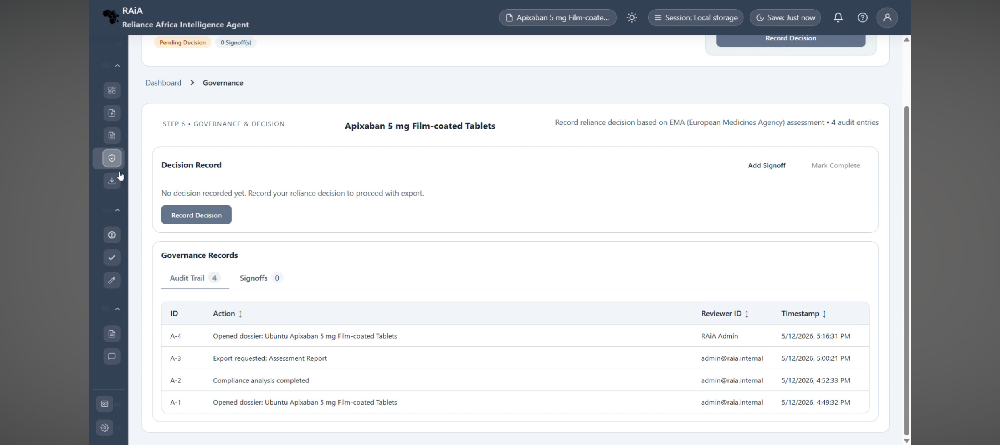 RAiA
Reliance Africa Intelligence Agent
Apixaban 5 mg Film-coate...
Session: Local storage
Save: Just now
Pending Decision
0 Signoff(s)
Record Decision
Dashboard > Governance
STEP 6 • GOVERNANCE & DECISION
Apixaban 5 mg Film-coated Tablets
Record reliance decision based on EMA (European Medicines Agency) assessment • 4 audit entries
Decision Record
Add Signoff
Mark Complete
No decision recorded yet. Record your reliance decision to proceed with export.
Record Decision
Governance Records
Audit Trail 4
Signoffs 0
ID Action Reviewer ID Timestamp
A-4 Opened dossier: Ubuntu Apixaban 5 mg Film-coated Tablets RAiA Admin 5/12/2026, 5:16:31 PM
A-3 Export requested: Assessment Report admin@raia.internal 5/12/2026, 5:00:21 PM
A-2 Compliance analysis completed admin@raia.internal 5/12/2026, 4:52:33 PM
A-1 Opened dossier: Ubuntu Apixaban 5 mg Film-coated Tablets admin@raia.internal 5/12/2026, 4:49:32 PM